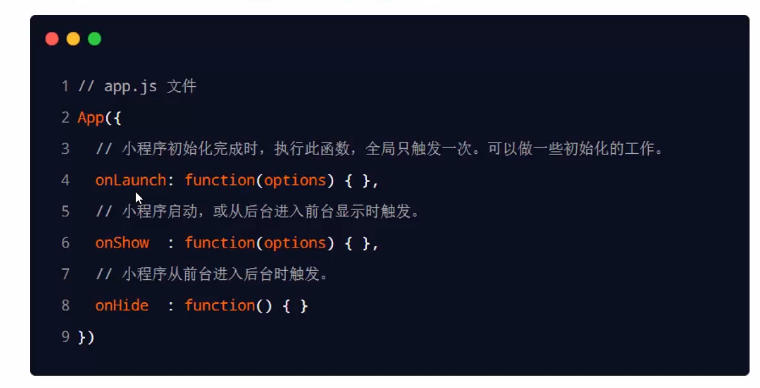 1 // app.js 文件
2 App({
3 // 小程序初始化完成时，执行此函数，全局只触发一次。可以做一些初始化的工作。
4 onLaunch: function(options) { },
5 // 小程序启动，或从后台进入前台显示时触发。
6 onShow : function(options) { },
7 // 小程序从前台进入后台时触发。
8 onHide : function() { }
9 })